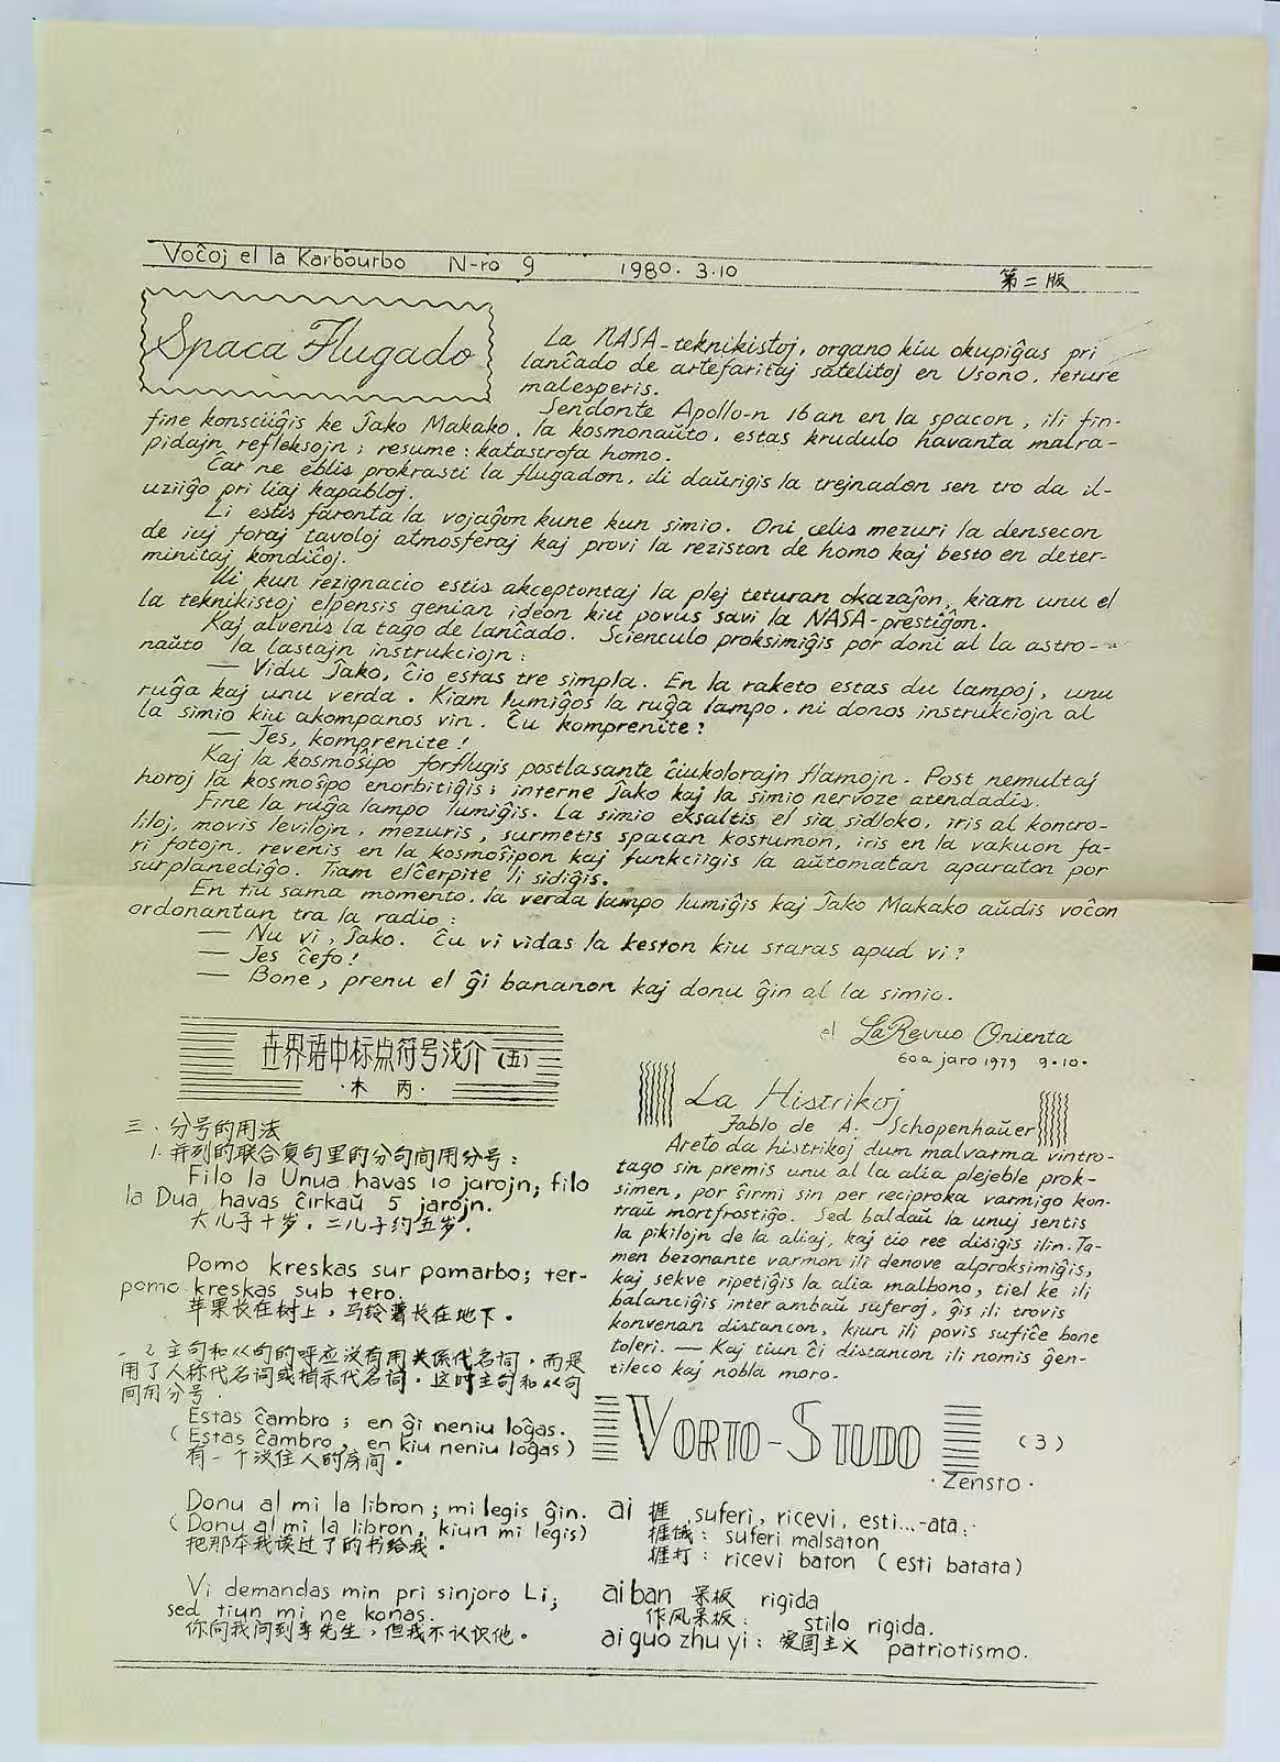 Voĉoj el la Karbourbo N-ro 9 1980. 3.10 第二版
Spaca Flugado
La NASA-teknikistoj, organo kiu okupiĝas pri
lanĉado de artefaritaj satelitoj en Usono, teture
malesperis.
Sendonte Apollo-n 16an en la spacon, ili fin-
fine konsciiĝis ke Ĵako Makako, la kosmonaŭto, estas krudulo havanta malra-
pidajn refleksojn; resume: katastrofa homo.
Ĉar ne eblis prokrasti la flugadon, ili daŭrigis la trejnadon sen tro da il-
uziiĝo pri liaj kapabloj.
Li estis faronta la vojaĝon kune kun simio. Oni celis mezuri la densecon
de iuj foraj tavoloj atmosferaj kaj provi la reziston de homo kaj besto en deter-
minitaj kondiĉoj.
Ili kun rezignacio estis akceptontaj la plej teturan okazaĵon, kiam unu el
la teknikistoj elpensis genian ideon kiu povus savi la NASA-prestiĝon.
Kaj alvenis la tago de lanĉado. Scienculo proksimiĝis por doni al la astro-
naŭto la lastajn instrukciojn:
— Vidu Ĵako, ĉio estas tre simpla. En la raketo estas du lampoj, unu
ruĝa kaj unu verda. Kiam lumiĝos la ruĝa lampo, ni donos instrukciojn al
la simio kiu akompanos vin. Ĉu komprenite?
— Jes, komprenite!
Kaj la kosmoŝipo forflugis postlasante ĉiukolorajn flamojn. Post nemultaj
horoj la kosmoŝpo enorbitiĝis; interne Ĵako kaj la simio nervoze atendadis.
Fine la ruĝa lampo lumiĝis. La simio eksaltis el sia sidloko, iris al kontro-
liloj, movis levilojn, mezuris, surmetis spacan kostumon, iris en la vakuon fa-
ri fotojn, revenis en la kosmoŝipon kaj funkciigis la aŭtomatan aparaton por
surplanediĝo. Tiam elĉerpite li sidiĝis.
En tiu sama momento, la verda lampo lumiĝis kaj Ĵako Makako aŭdis voĉon
ordonantan tra la radio:
— Nu vi, Ĵako. Ĉu vi vidas la keston kiu staras apud vi?
— Jes ĉefo!
— Bone, prenu el ĝi bananon kaj donu ĝin al la simio.
el La Revuo Orienta
60a jaro 1979 9.10.
世界语中标点符号浅介(五)
·木 丙·
三、分号的用法
1. 并列的联合复句里的分句间用分号:
Filo la Unua havas 10 jarojn; filo
la Dua havas ĉirkaŭ 5 jarojn.
大儿子十岁,二儿子约五岁.
Pomo kreskas sur pomarbo; ter-
pomo kreskas sub tero.
苹果长在树上,马铃薯长在地下。
2 主句和从句的呼应没有用关係代名词,而是
用了人称代名词或指示代名词,这时主句和从句
间用分号.
Estas ĉambro; en ĝi neniu loĝas.
(Estas ĉambro, en kiu neniu loĝas)
有一个没住人的房间。
Donu al mi la libron; mi legis ĝin.
(Donu al mi la libron, kiun mi legis)
把那本我读过了的书给我。
Vi demandas min pri sinjoro Li;
sed tiun mi ne konas.
你向我问到李先生,但我不认识他。
La Histrikoj
Fablo de A. Schopenhaŭer
Areto da histrikoj dum malvarma vintro-
tago sin premis unu al la alia plejeble prok-
simen, por ŝirmi sin per reciproka varmigo kon-
traŭ mortfrostiĝo. Sed baldaŭ la unuj sentis
la pikilojn de la aliaj, kaj tio ree disigis ilin. Ta-
men bezonante varmon ili denove alproksimiĝis,
kaj sekve ripetiĝis la alia malbono, tiel ke ili
balanciĝis inter ambaŭ suferoj, ĝis ili trovis
konvenan distancon, kiun ili povis sufiĉe bone
toleri. — Kaj tiun ĉi distancon ili nomis ĝen-
tileco kaj nobla moro.
VORTO-STUDO (3)
·Zensto·
ai 捱 suferi, ricevi, esti...-ata:
捱饿: suferi malsaton
捱打: ricevi baton (esti batata)
aiban 呆板 rigida
作风呆板: stilo rigida.
aiguozhuyi: 爱国主义 patriotismo.